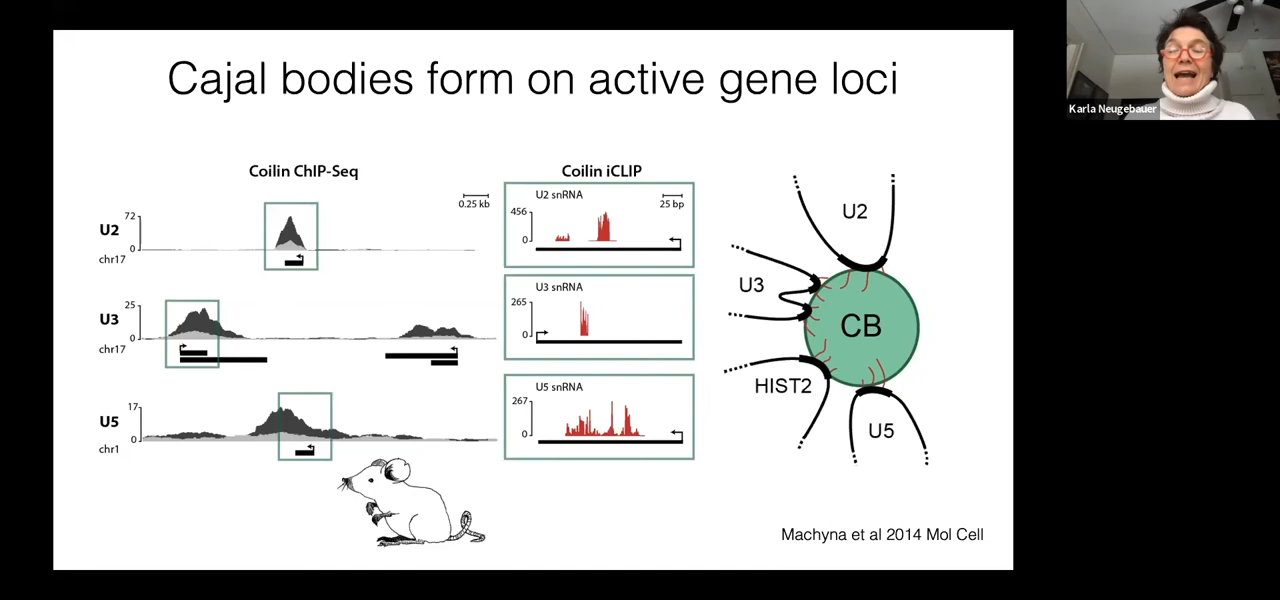 Cajal bodies form on active gene loci
Karla Neugebauer
Coilin ChIP-Seq
0.25 kb
U2
72
0
chr17
U3
25
0
chr17
U5
17
0
chr1
Coilin iCLIP
U2 snRNA
25 bp
456
0
U3 snRNA
265
0
U5 snRNA
267
0
U2
U3
CB
HIST2
U5
Machyna et al 2014 Mol Cell